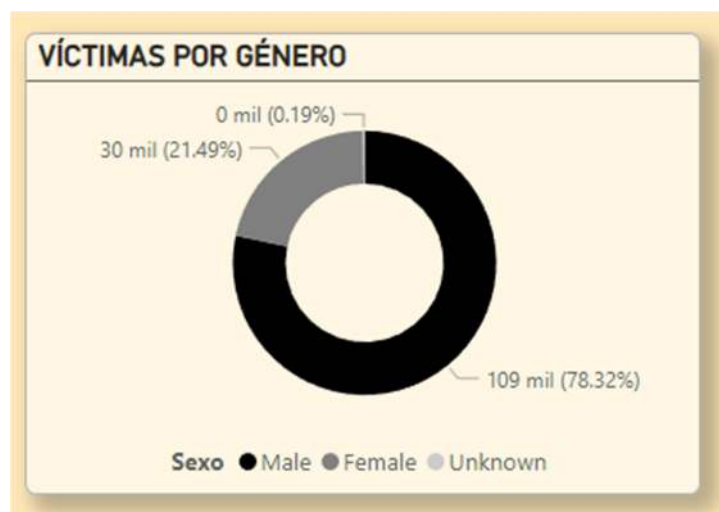 VÍCTIMAS POR GÉNERO
0 mil (0.19%)
30 mil (21.49%)
109 mil (78.32%)
Sexo Male Female Unknown